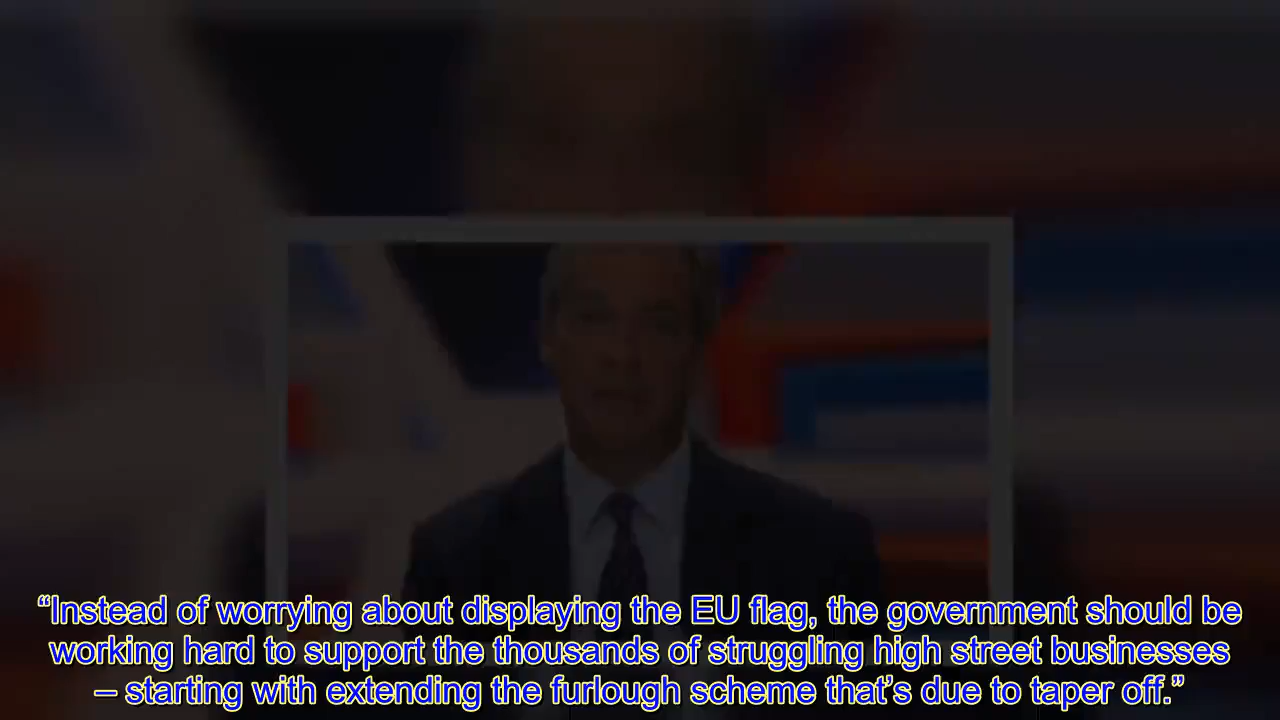 “Instead of worrying about displaying the EU flag, the government should be
working hard to support the thousands of struggling high street businesses
– starting with extending the furlough scheme that’s due to taper off.”